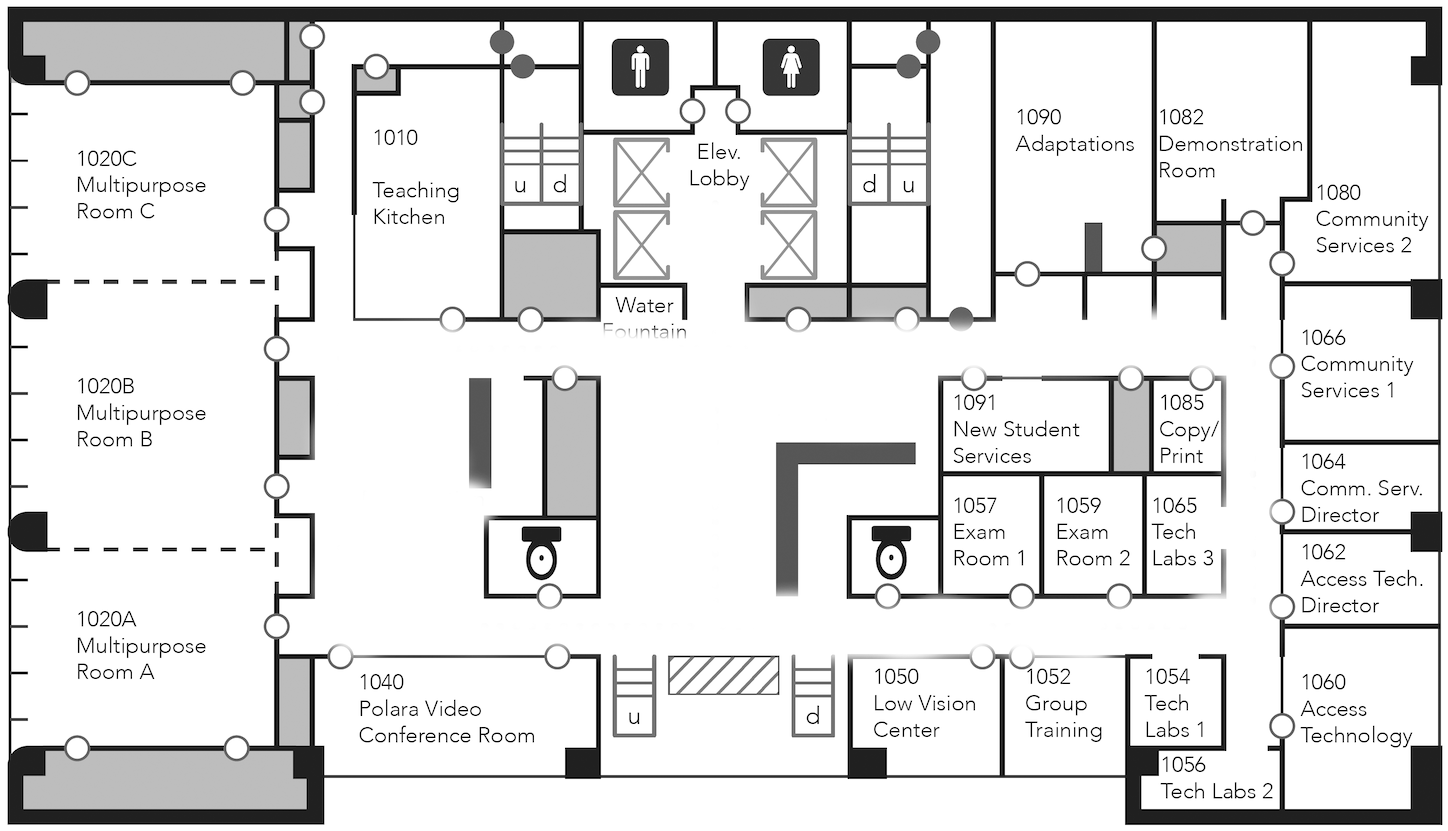 1020C
Multipurpose
Room C
1020B
Multipurpose
Room B
1020A
Multipurpose
Room A
1010
Teaching
Kitchen
u
d
Elev.
Lobby
Water
Fountain
d
u
1090
Adaptations
1082
Demonstration
Room
1080
Community
Services 2
1066
Community
Services 1
1064
Comm. Serv.
Director
1062
Access Tech.
Director
1060
Access
Technology
1091
New Student
Services
1085
Copy/
Print
1057
Exam
Room 1
1059
Exam
Room 2
1065
Tech
Labs 3
1040
Polara Video
Conference Room
u
d
1050
Low Vision
Center
1052
Group
Training
1054
Tech
Labs 1
1056
Tech Labs 2